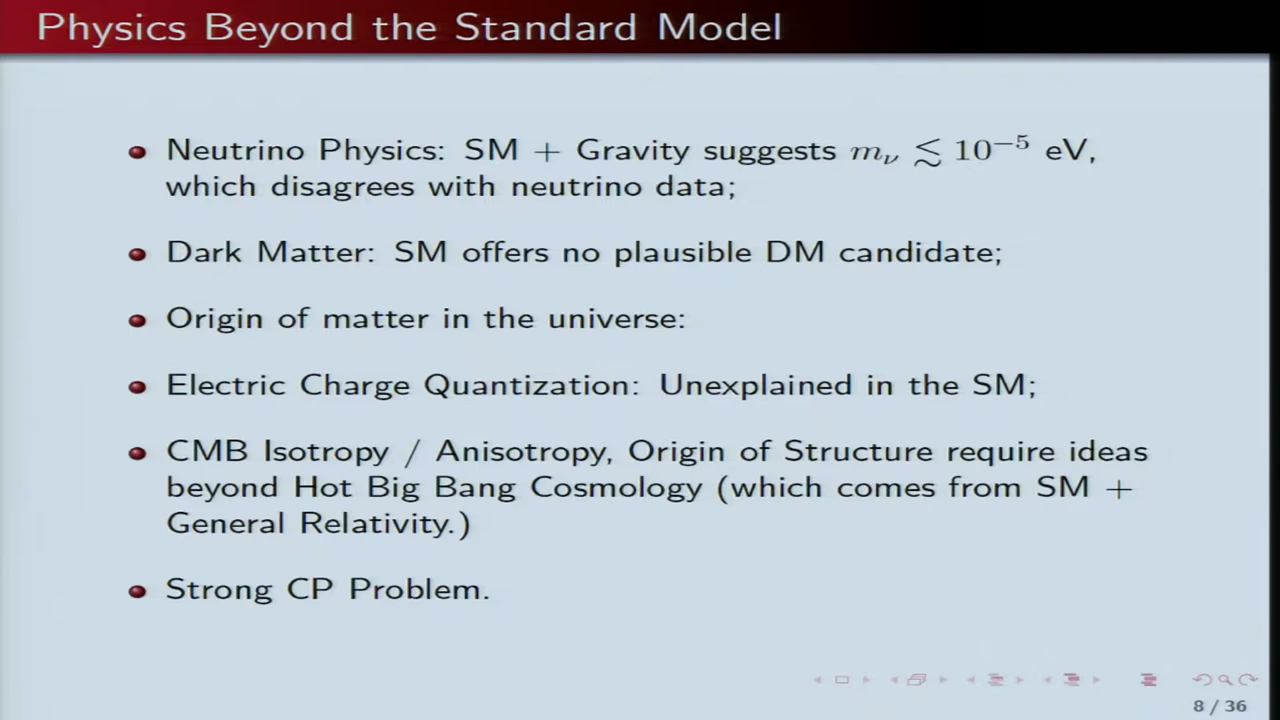 Physics Beyond the Standard Model
Neutrino Physics: SM + Gravity suggests mν ≲ 10⁻⁵ eV,
which disagrees with neutrino data;
Dark Matter: SM offers no plausible DM candidate;
Origin of matter in the universe:
Electric Charge Quantization: Unexplained in the SM;
CMB Isotropy / Anisotropy, Origin of Structure require ideas
beyond Hot Big Bang Cosmology (which comes from SM +
General Relativity.)
Strong CP Problem.
8 / 36